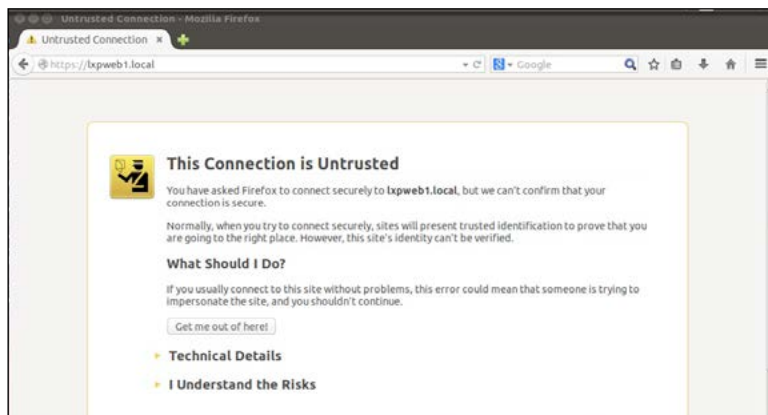 Untrusted Connection - Mozilla Firefox
Untrusted Connection ×
https://lxpweb1.local
Google
This Connection is Untrusted
You have asked Firefox to connect securely to lxpweb1.local, but we can't confirm that your
connection is secure.
Normally, when you try to connect securely, sites will present trusted identification to prove that you
are going to the right place. However, this site's identity can't be verified.
What Should I Do?
If you usually connect to this site without problems, this error could mean that someone is trying to
impersonate the site, and you shouldn't continue.
Get me out of here!
Technical Details
I Understand the Risks